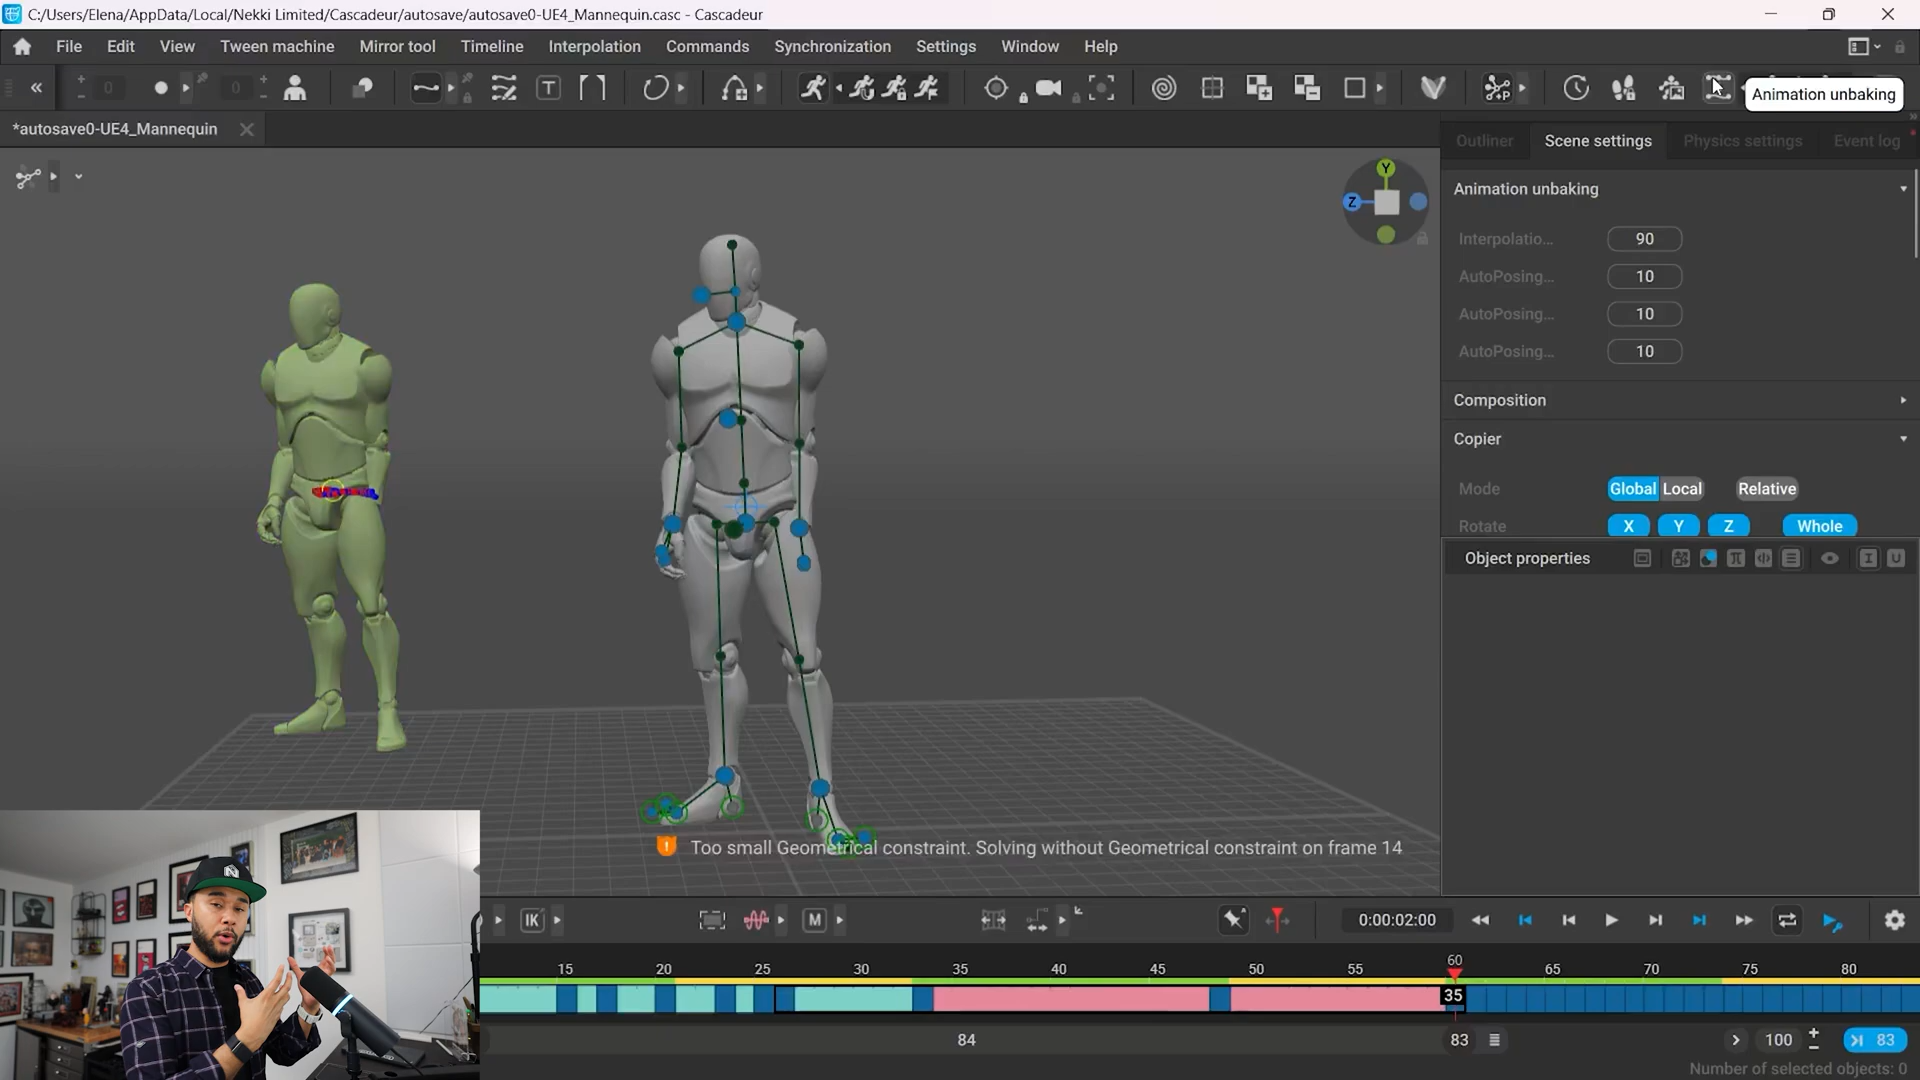 C:/Users/Elena/AppData/Local/Nekki Limited/Cascadeur/autosave/autosave0-UE4_Mannequin.casc - Cascadeur
File Edit View Tween machine Mirror tool Timeline Interpolation Commands Synchronization Settings Window Help
0 0 T P
Animation unbaking
*autosave0-UE4_Mannequin
Outliner Scene settings Physics settings Event log
Y
Z
Animation unbaking
Interpolatio... 90
AutoPosing... 10
AutoPosing... 10
AutoPosing... 10
Composition
Copier
Mode Global Local Relative
Rotate X Y Z Whole
Object properties
I U
Too small Geometrical constraint. Solving without Geometrical constraint on frame 14
IK M 0:00:02:00
15 20 25 30 35 40 45 50 55 60 65 70 75 80
35
84 83 100 83
Number of selected objects: 0